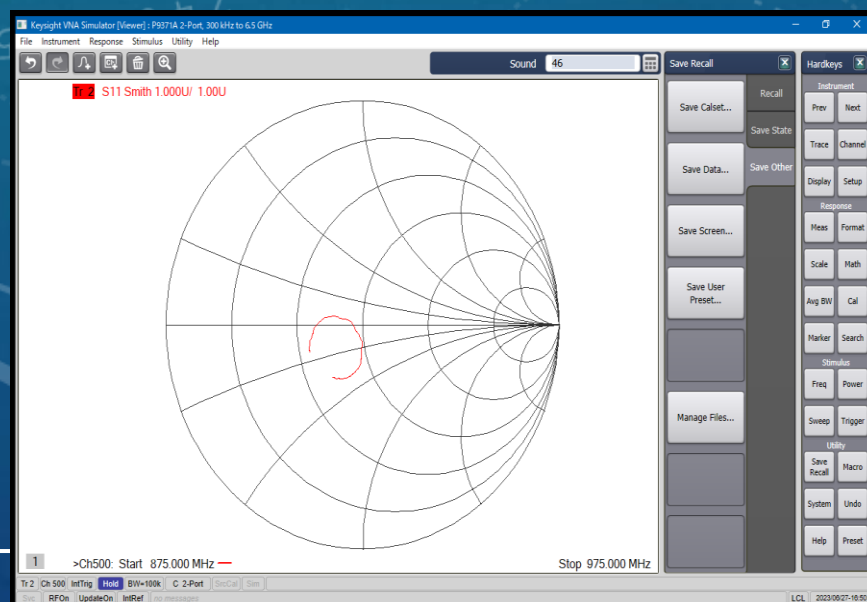 Keysight VNA Simulator [Viewer] : P9371A 2-Port, 300 kHz to 6.5 GHz
File Instrument Response Stimulus Utility Help
Sound 46
Tr 2 S11 Smith 1.000U/ 1.00U
1 >Ch500: Start 875.000 MHz Stop 975.000 MHz
Save Recall
Save Calset...
Save Data...
Save Screen...
Save User
Preset...
Manage Files...
Recall
Save State
Save Other
Hardkeys
Instrument
Prev Next
Trace Channel
Display Setup
Response
Meas Format
Scale Math
Avg BW Cal
Marker Search
Stimulus
Freq Power
Sweep Trigger
Utility
Save
Recall Macro
System Undo
Help Preset
Tr 2 Ch 500 IntTrig Hold BW=100k C 2-Port SrcCal Sim
Svc RFOn UpdateOn IntRef no messages LCL